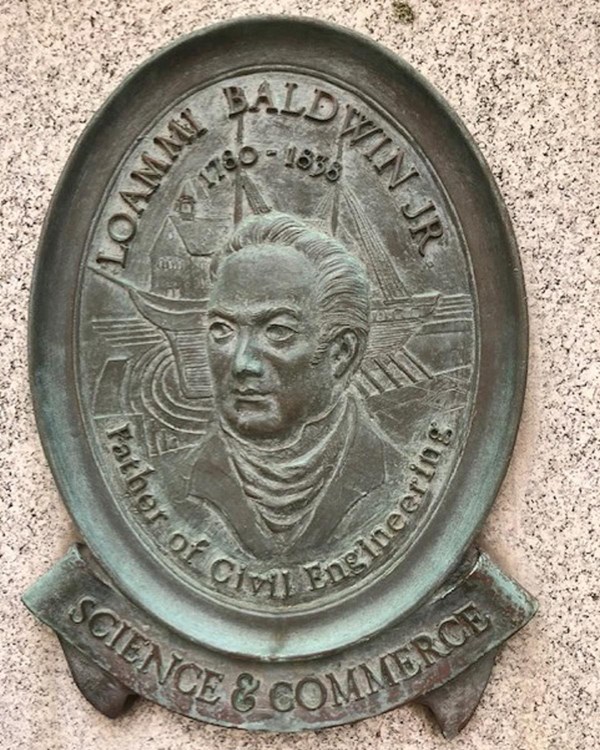 LOAMMI BALDWIN JR
1780 - 1838
Father of Civil Engineering
SCIENCE & COMMERCE